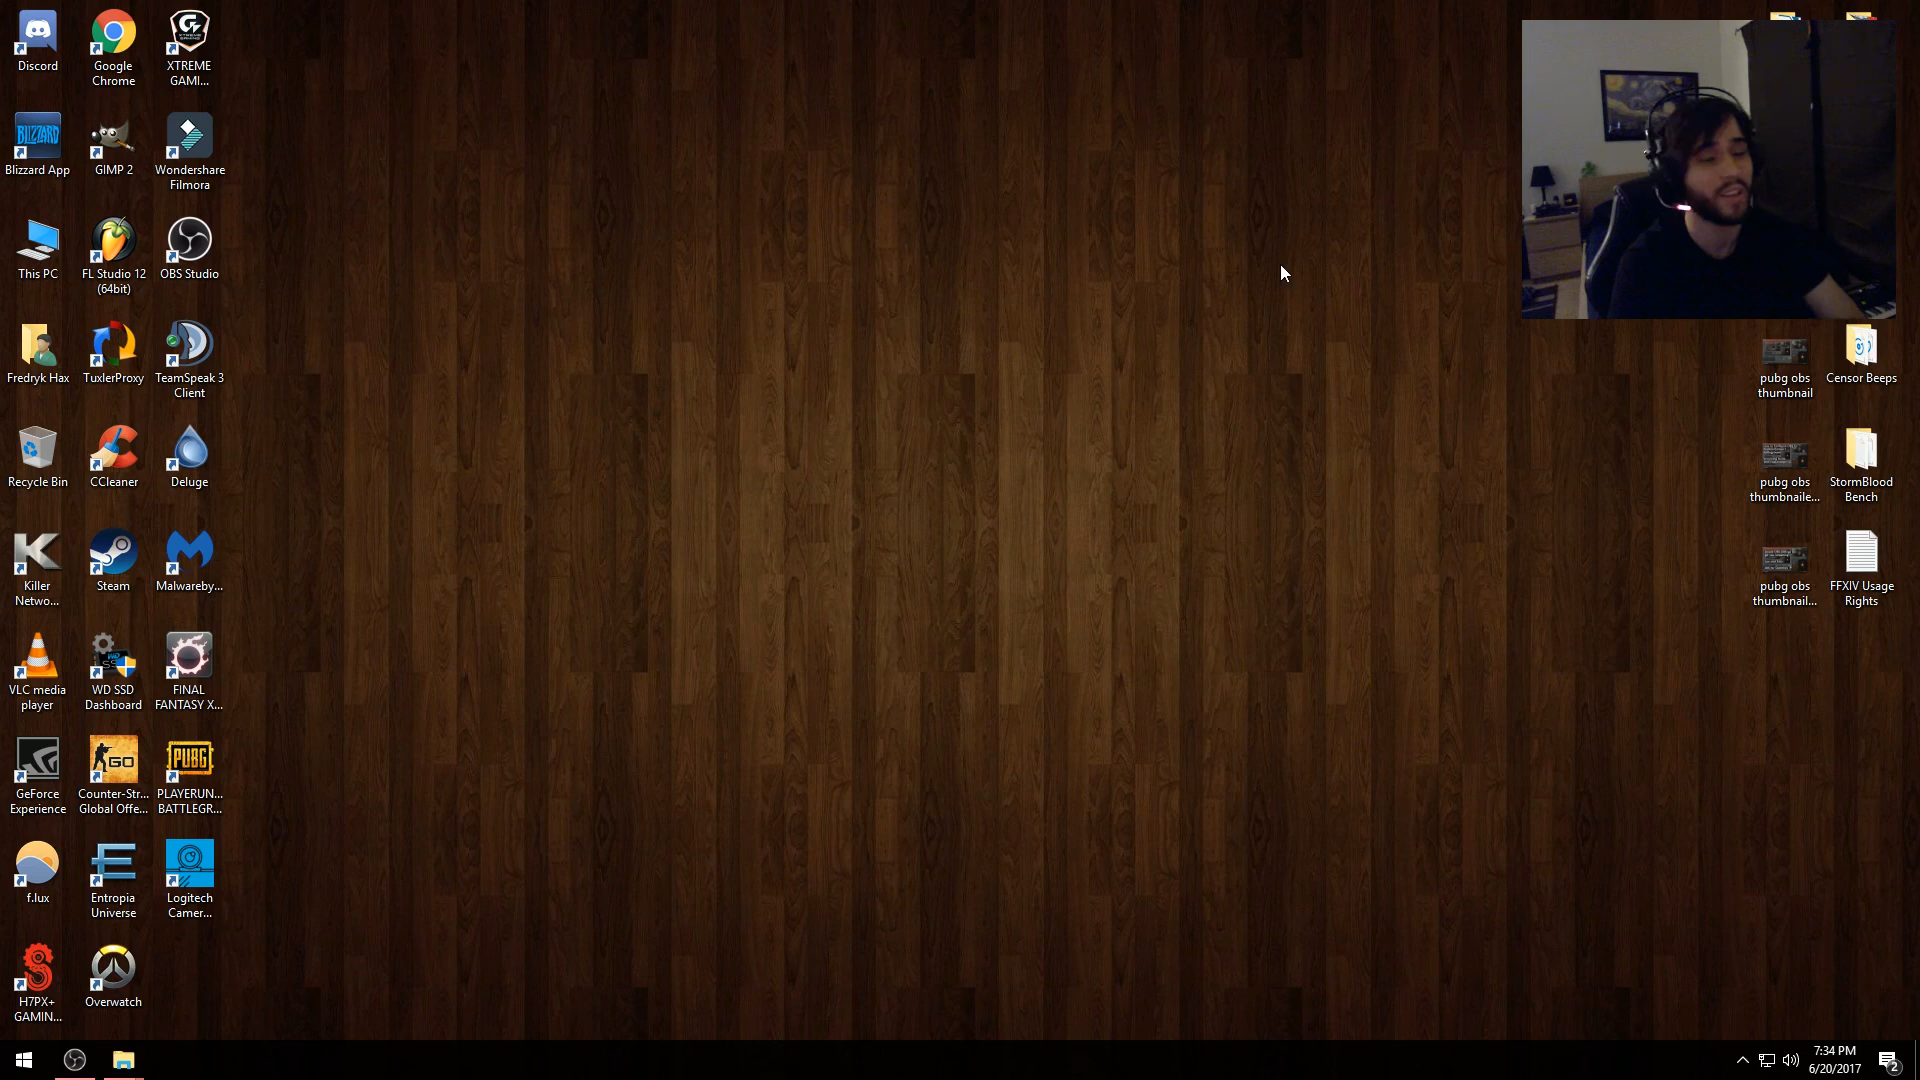 Discord
Google
Chrome
XTREME
GAMI...
BLIZZARD
Blizzard App
GIMP 2
Wondershare
Filmora
This PC
FL Studio 12
(64bit)
OBS Studio
Fredryk Hax
TuxlerProxy
TeamSpeak 3
Client
pubg obs
thumbnail
Censor Beeps
Recycle Bin
CCleaner
Deluge
pubg obs
thumbnaile...
StormBlood
Bench
Killer
Netwo...
Steam
Malwareby...
pubg obs
thumbnail...
FFXIV Usage
Rights
VLC media
player
WD SSD
Dashboard
FINAL
FANTASY X...
GO
PUBG
GeForce
Experience
Counter-Str...
Global Offe...
PLAYERUN...
BATTLEGR...
f.lux
Entropia
Universe
Logitech
Camer...
H7PX+
GAMIN...
Overwatch
7:34 PM
6/20/2017
2